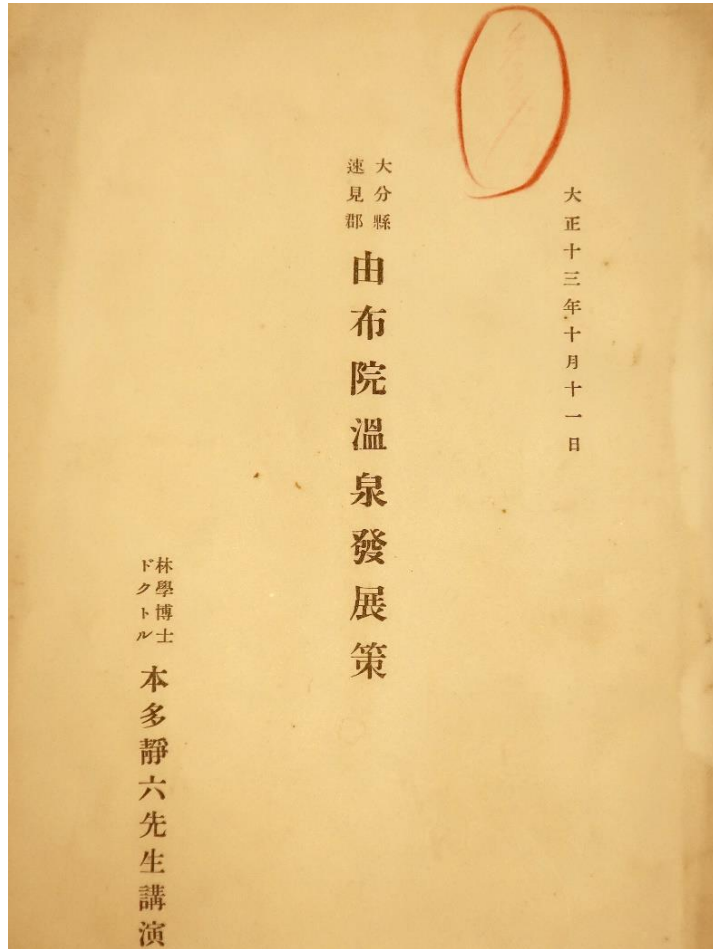 大正十三年十月十一日
大分縣
速見郡
由布院溫泉發展策
林學博士
ドクトル
本多靜六先生講演